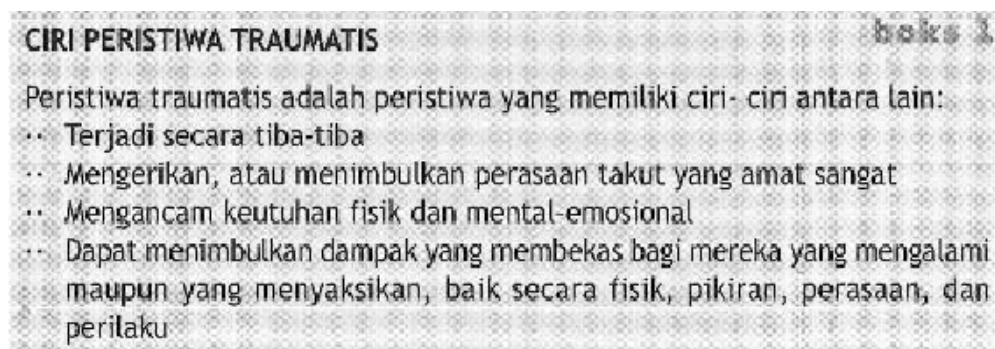 boks 1
CIRI PERISTIWA TRAUMATIS
Peristiwa traumatis adalah peristiwa yang memiliki ciri- ciri antara lain:
·· Terjadi secara tiba-tiba
·· Mengerikan, atau menimbulkan perasaan takut yang amat sangat
·· Mengancam keutuhan fisik dan mental-emosional
·· Dapat menimbulkan dampak yang membekas bagi mereka yang mengalami
maupun yang menyaksikan, baik secara fisik, pikiran, perasaan, dan
perilaku